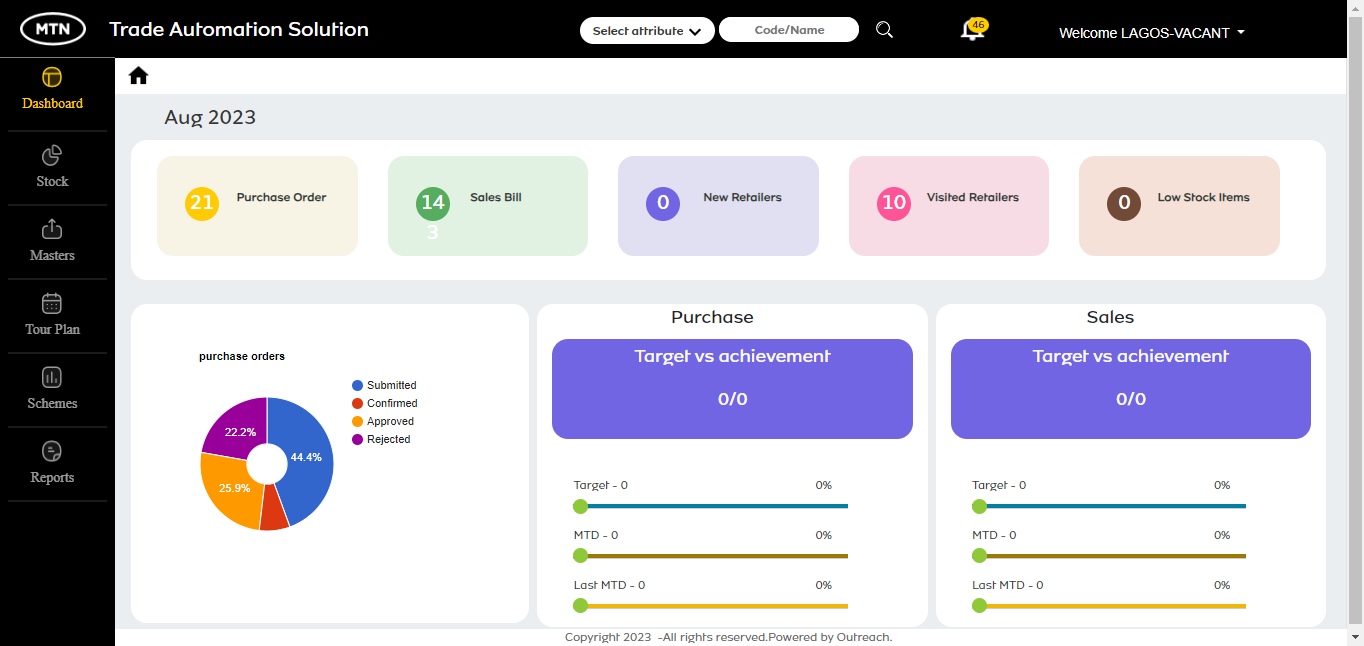 MTN
Trade Automation Solution
Select attribute
Code/Name
46
Welcome LAGOS-VACANT
Dashboard
Stock
Masters
Tour Plan
Schemes
Reports
Aug 2023
21 Purchase Order
14
3
Sales Bill
0 New Retailers
10 Visited Retailers
0 Low Stock Items
purchase orders
Submitted
Confirmed
Approved
Rejected
22.2%
44.4%
25.9%
Purchase
Target vs achievement
0/0
Target - 0 0%
MTD - 0 0%
Last MTD - 0 0%
Sales
Target vs achievement
0/0
Target - 0 0%
MTD - 0 0%
Last MTD - 0 0%
Copyright 2023 -All rights reserved.Powered by Outreach.